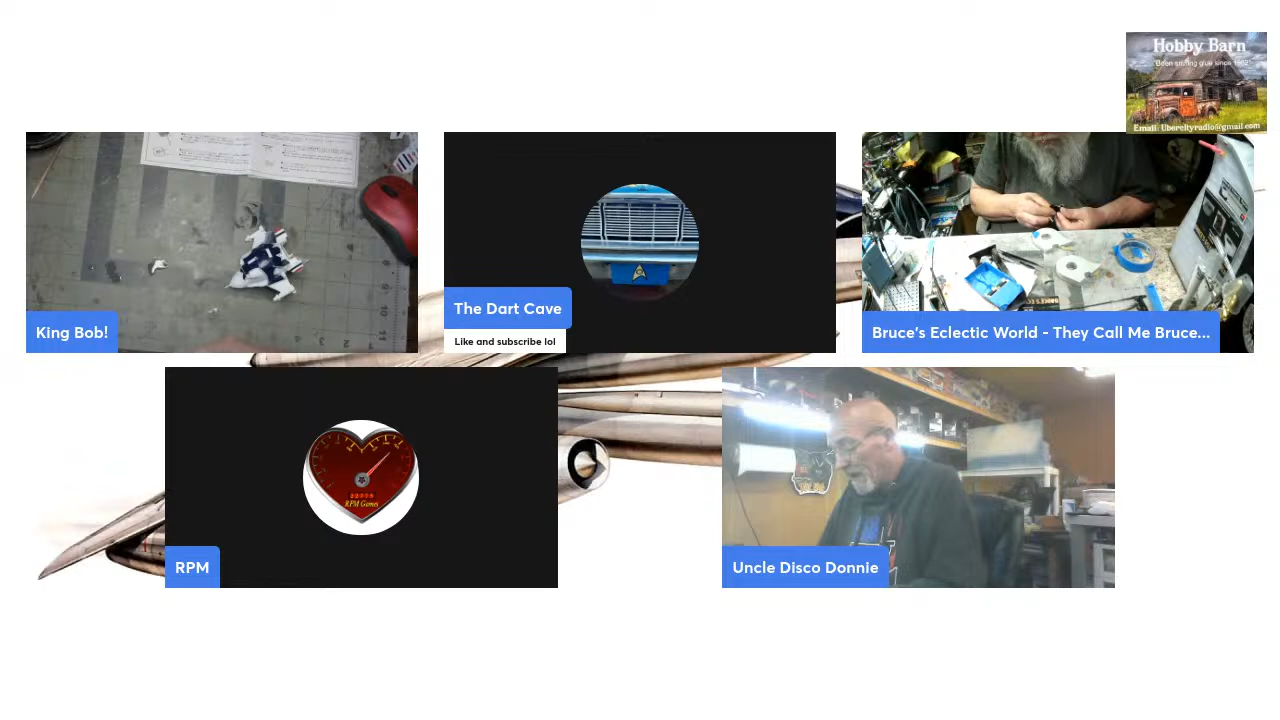 Hobby Barn
"Been sniffing glue since 1962"
Email: Ubercityradio@gmail.com
King Bob!
The Dart Cave
Like and subscribe lol
Bruce's Eclectic World - They Call Me Bruce...
RPM Games
RPM
Uncle Disco Donnie